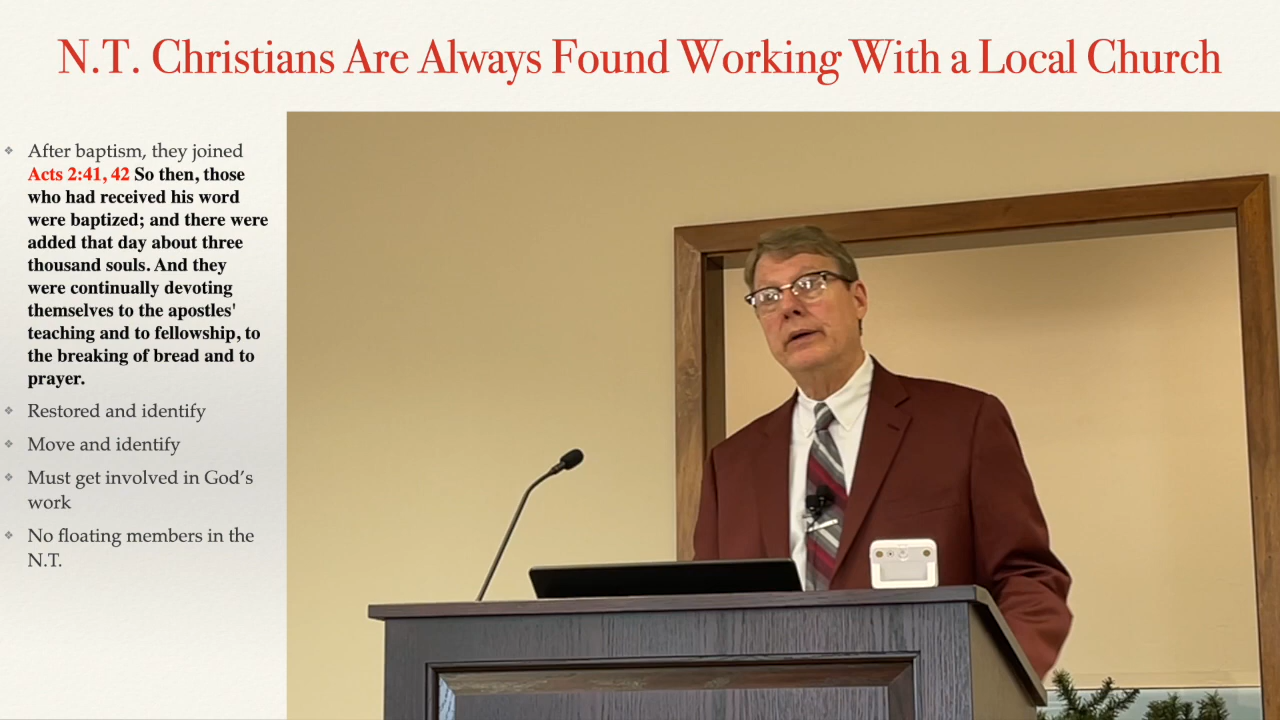 N.T. Christians Are Always Found Working With a Local Church
After baptism, they joined
Acts 2:41, 42 So then, those
who had received his word
were baptized; and there were
added that day about three
thousand souls. And they
were continually devoting
themselves to the apostles'
teaching and to fellowship, to
the breaking of bread and to
prayer.
Restored and identify
Move and identify
Must get involved in God’s
work
No floating members in the
N.T.